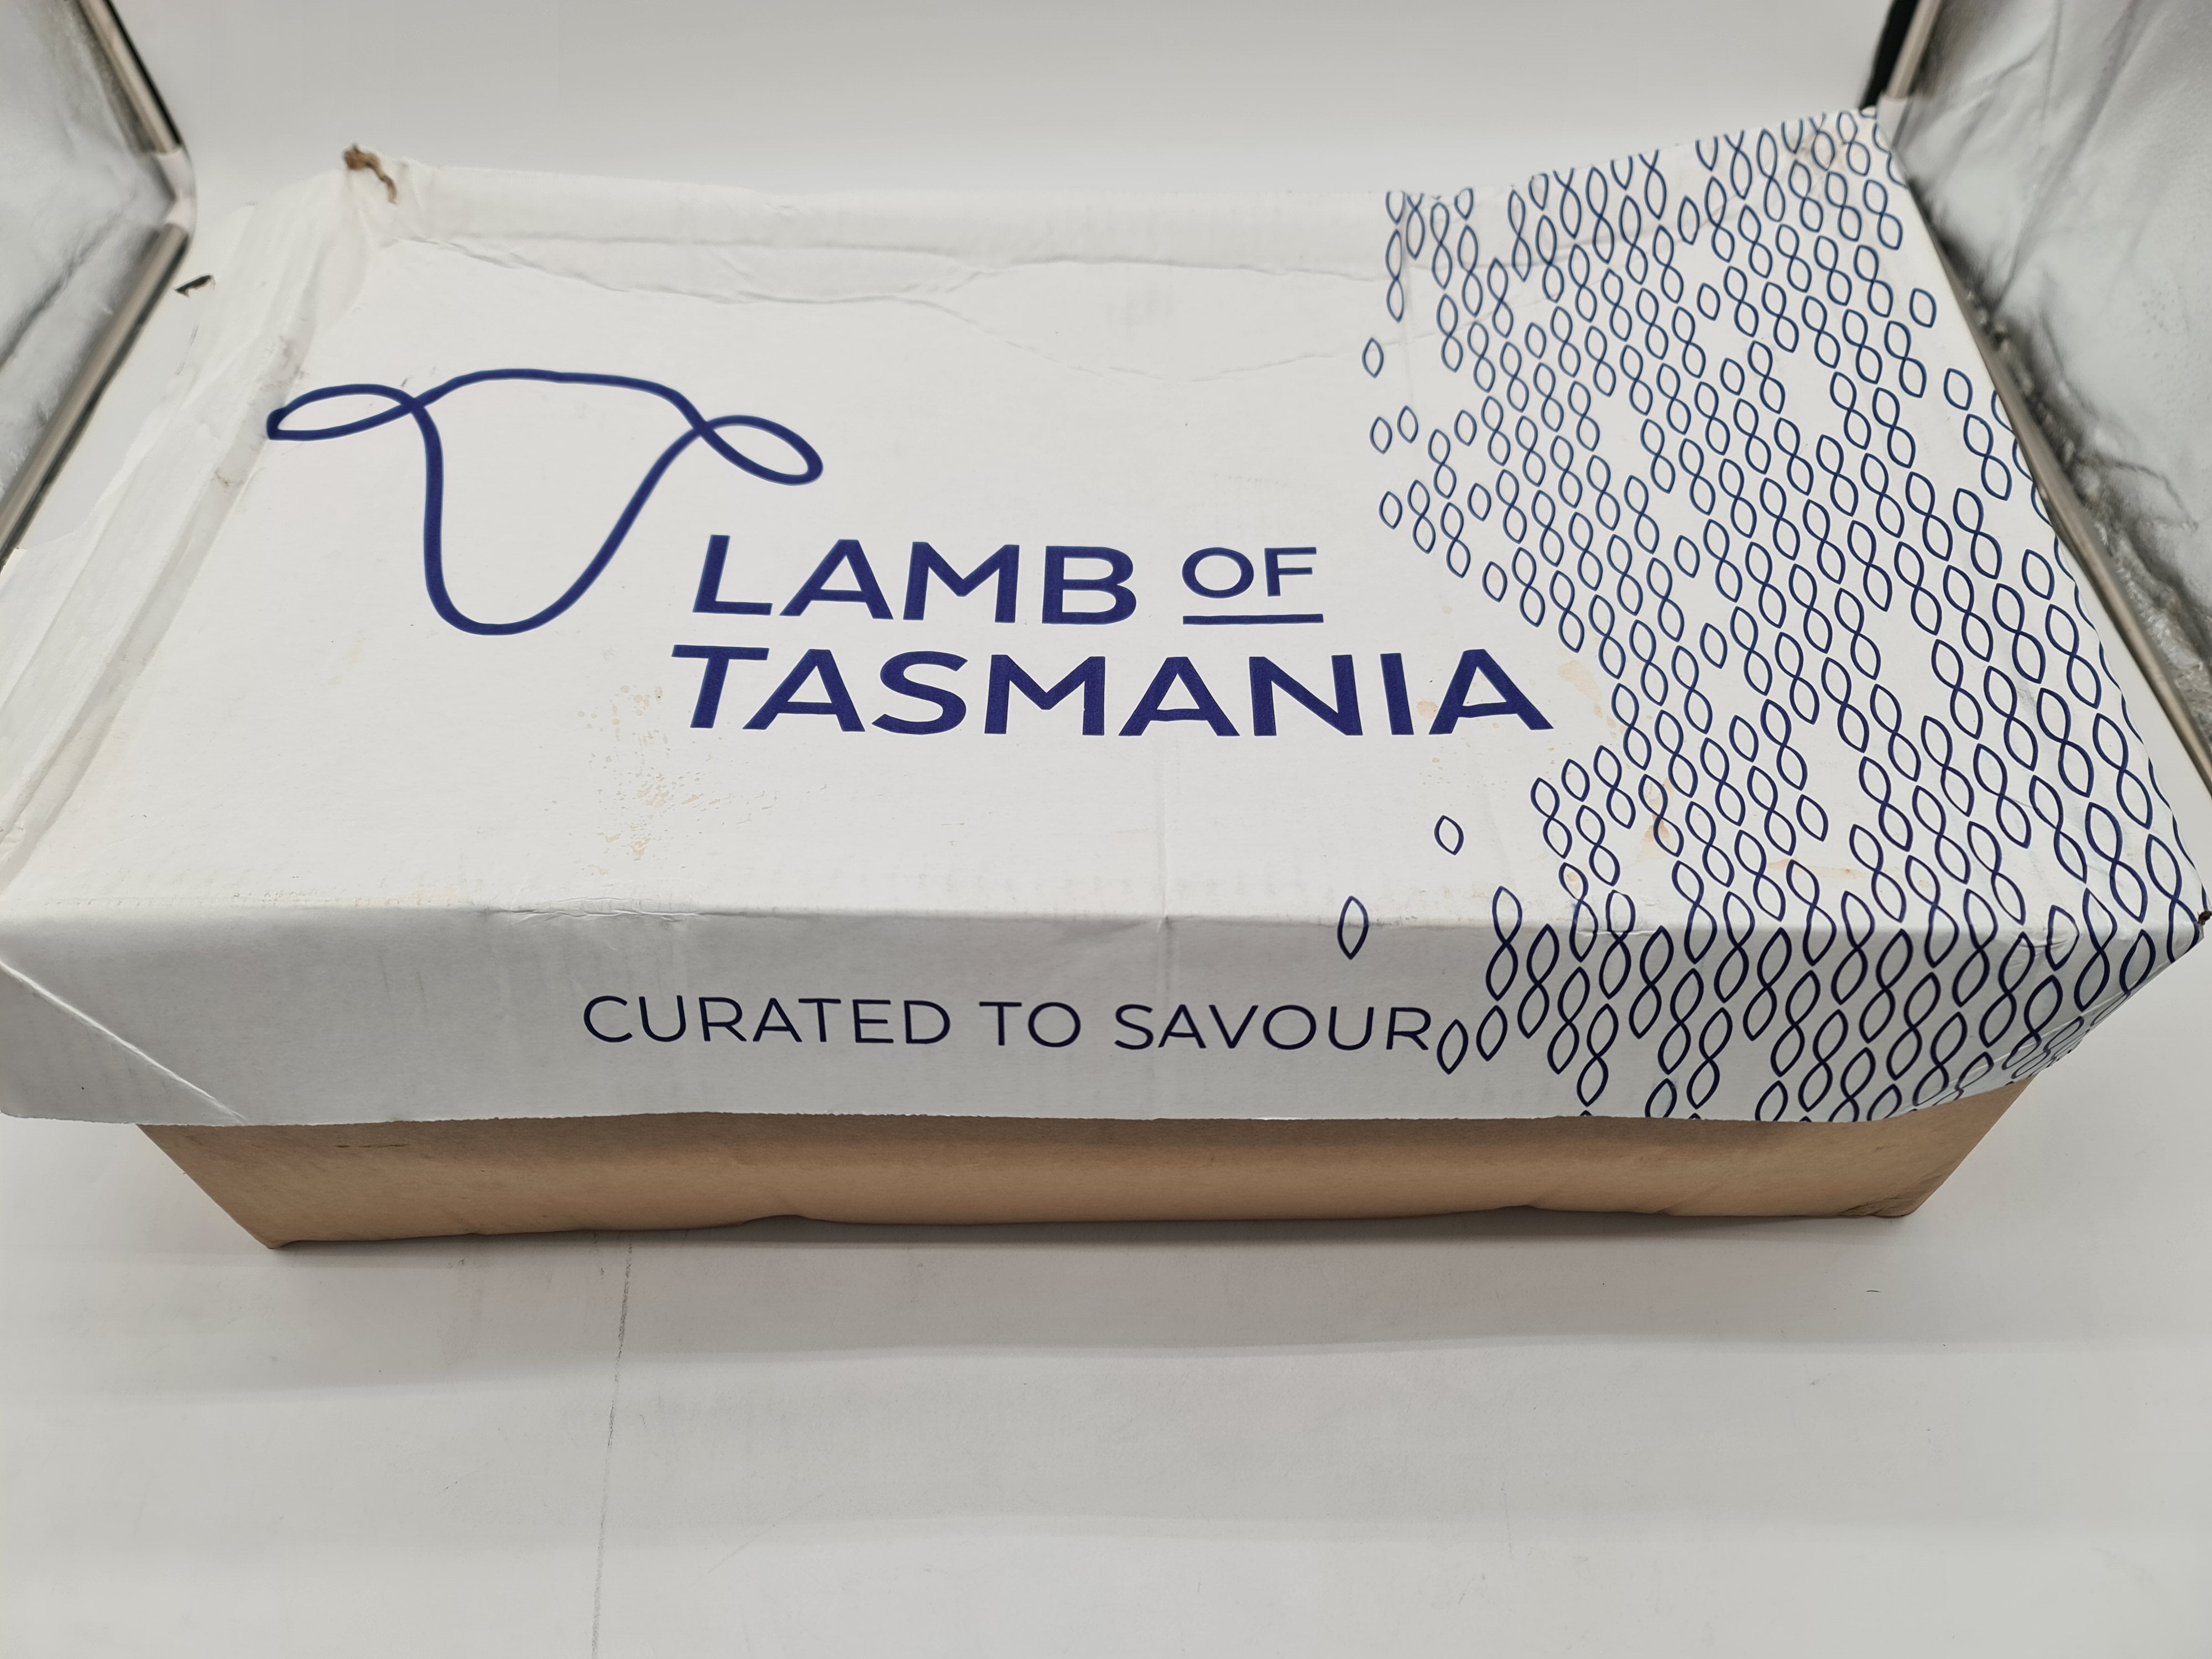 LAMB OF
TASMANIA
CURATED TO SAVOUR